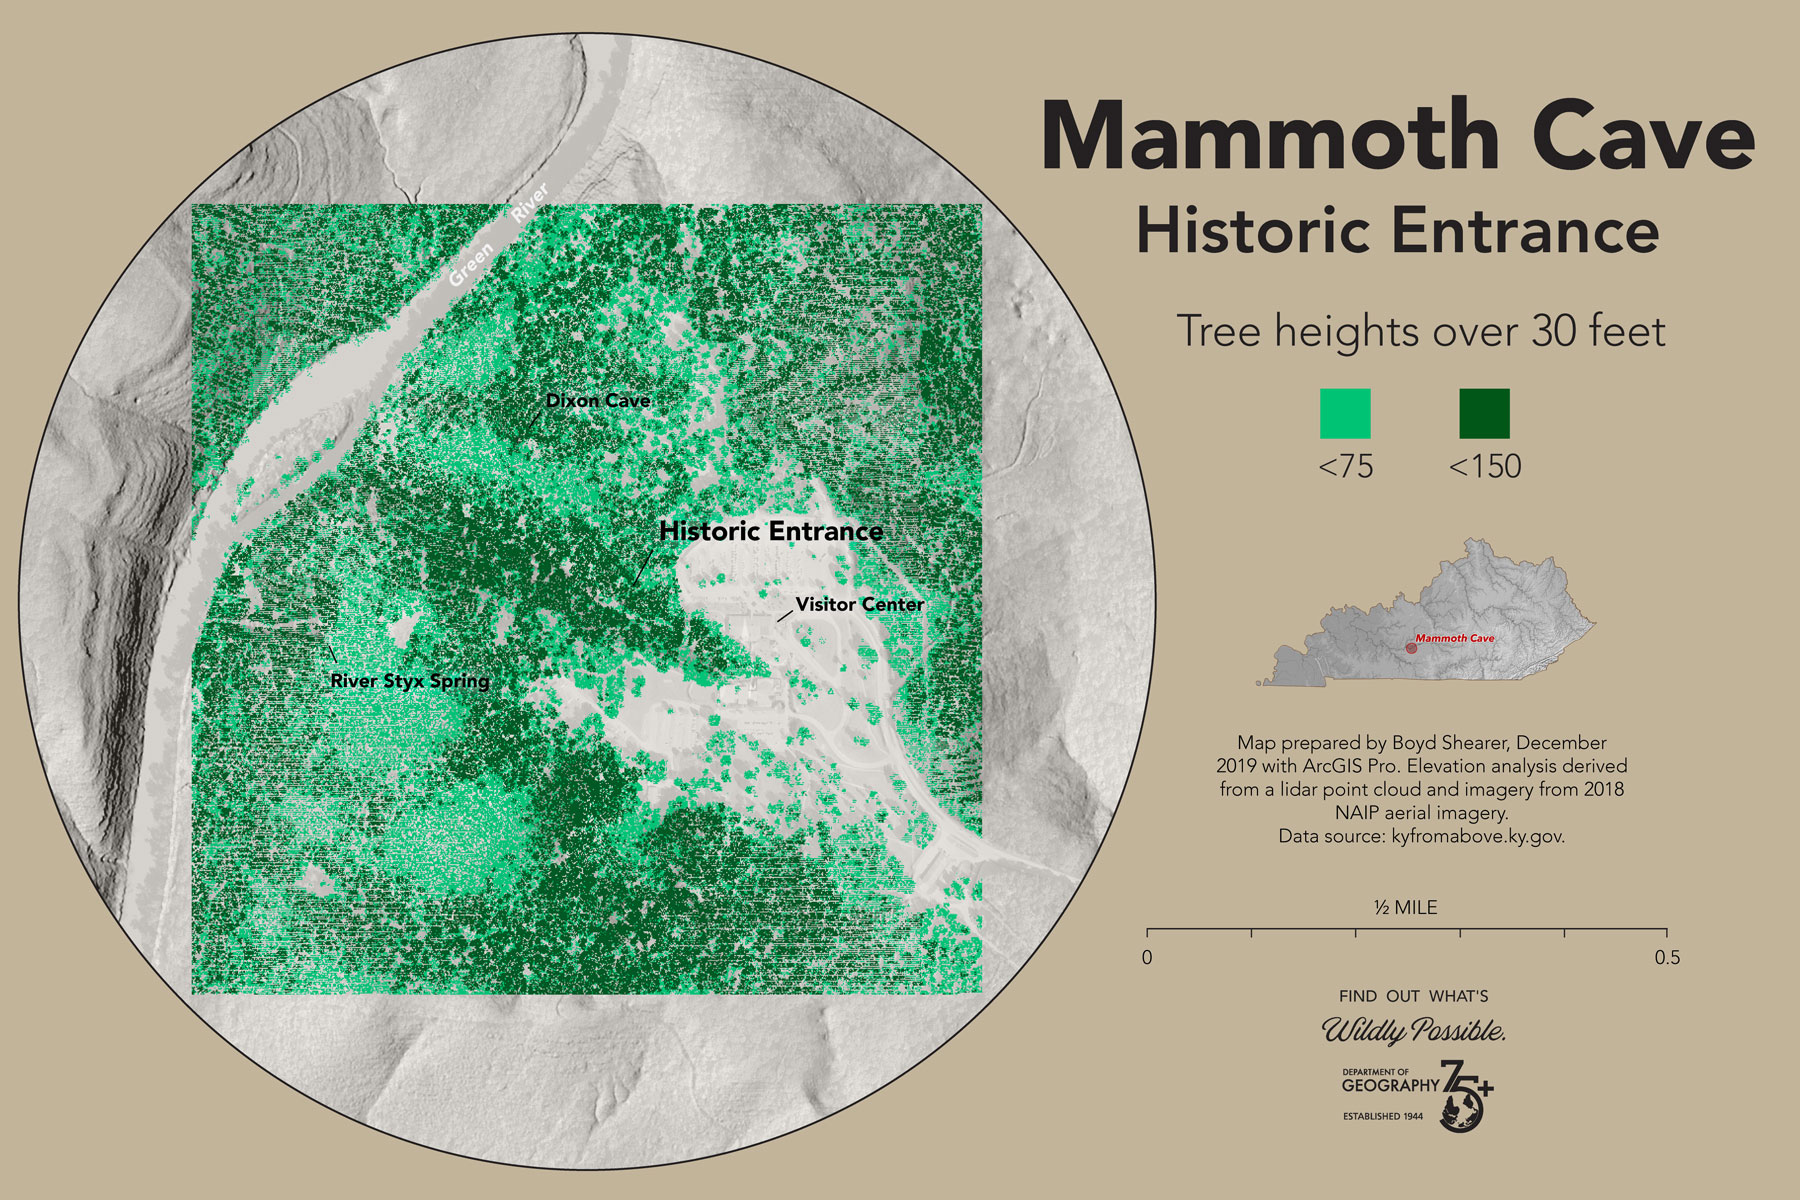 Mammoth Cave
Historic Entrance
Tree heights over 30 feet
<75
<150
Green River
Dixon Cave
Historic Entrance
Visitor Center
River Styx Spring
Mammoth Cave
Map prepared by Boyd Shearer, December
2019 with ArcGIS Pro. Elevation analysis derived
from a lidar point cloud and imagery from 2018
NAIP aerial imagery.
Data source: kyfromabove.ky.gov.
½ MILE
0
0.5
FIND OUT WHAT'S
Wildly Possible.
DEPARTMENT OF
GEOGRAPHY 75+
ESTABLISHED 1944